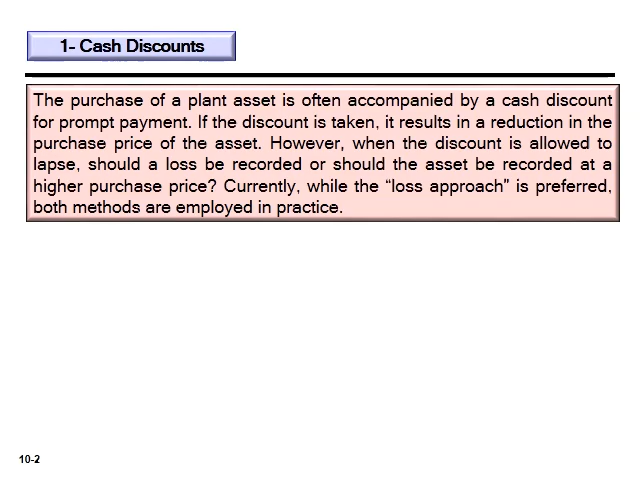 1- Cash Discounts
The purchase of a plant asset is often accompanied by a cash discount
for prompt payment. If the discount is taken, it results in a reduction in the
purchase price of the asset. However, when the discount is allowed to
lapse, should a loss be recorded or should the asset be recorded at a
higher purchase price? Currently, while the “loss approach” is preferred,
both methods are employed in practice.
10-2